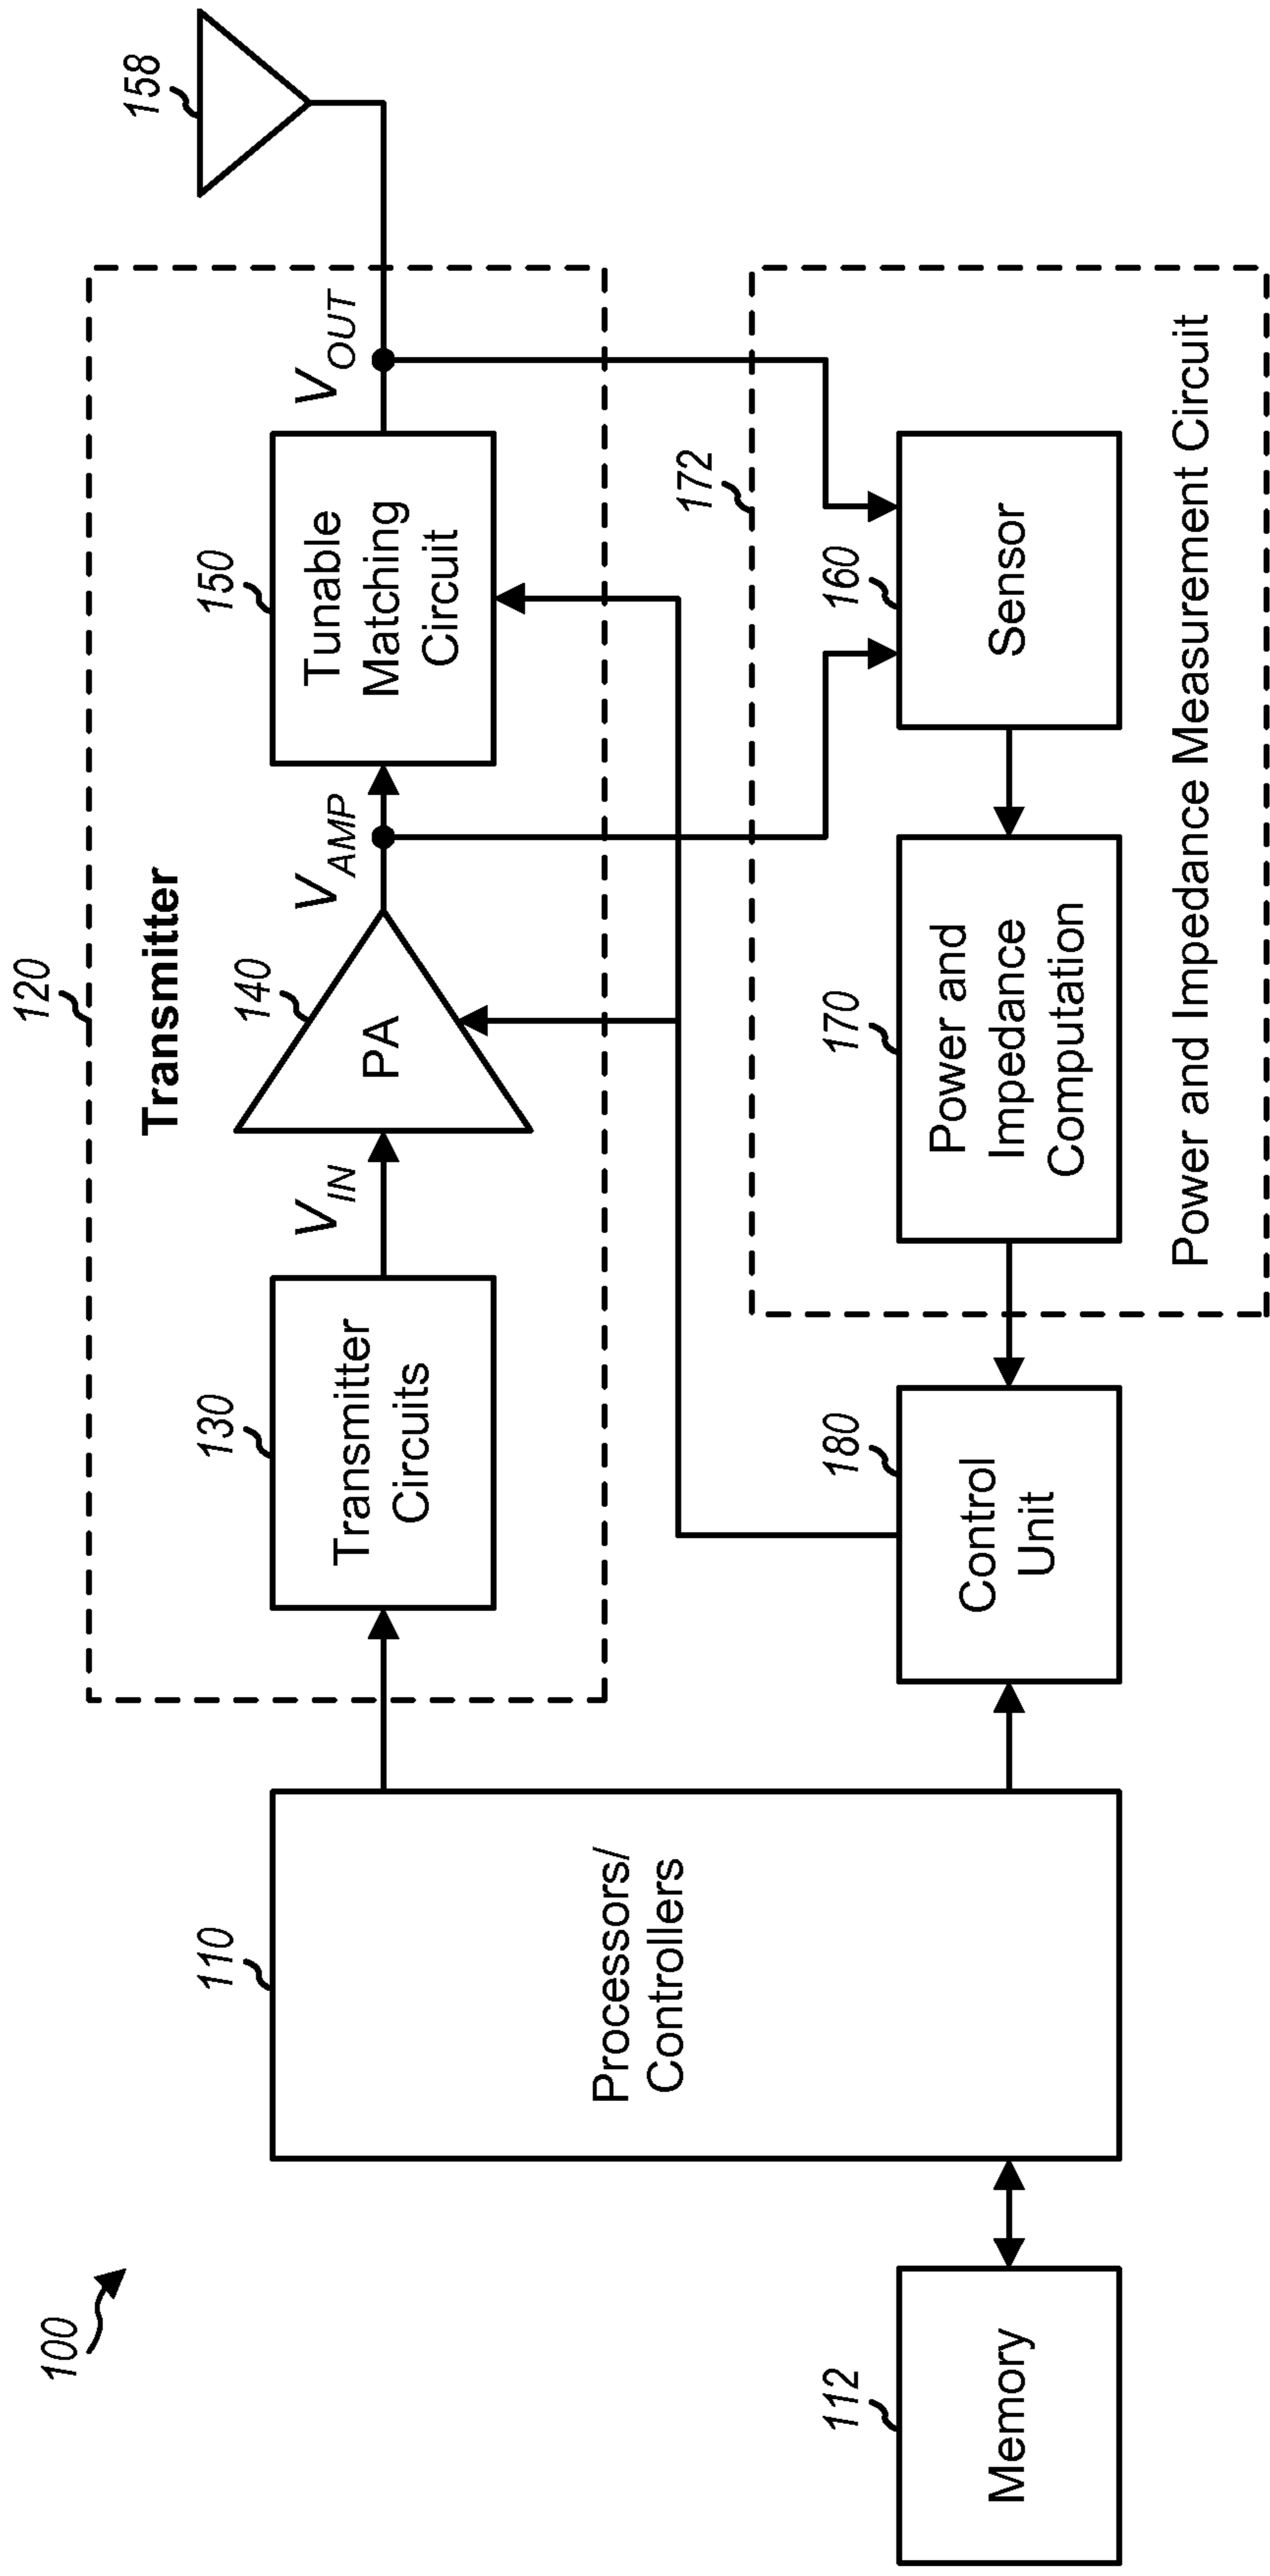 100
120
Transmitter
158
110
Processors/
Controllers
130
Transmitter
Circuits
V_IN
140
PA
V_AMP
150
Tunable
Matching
Circuit
V_OUT
172
112
Memory
180
Control
Unit
170
Power and
Impedance
Computation
160
Sensor
Power and Impedance Measurement Circuit